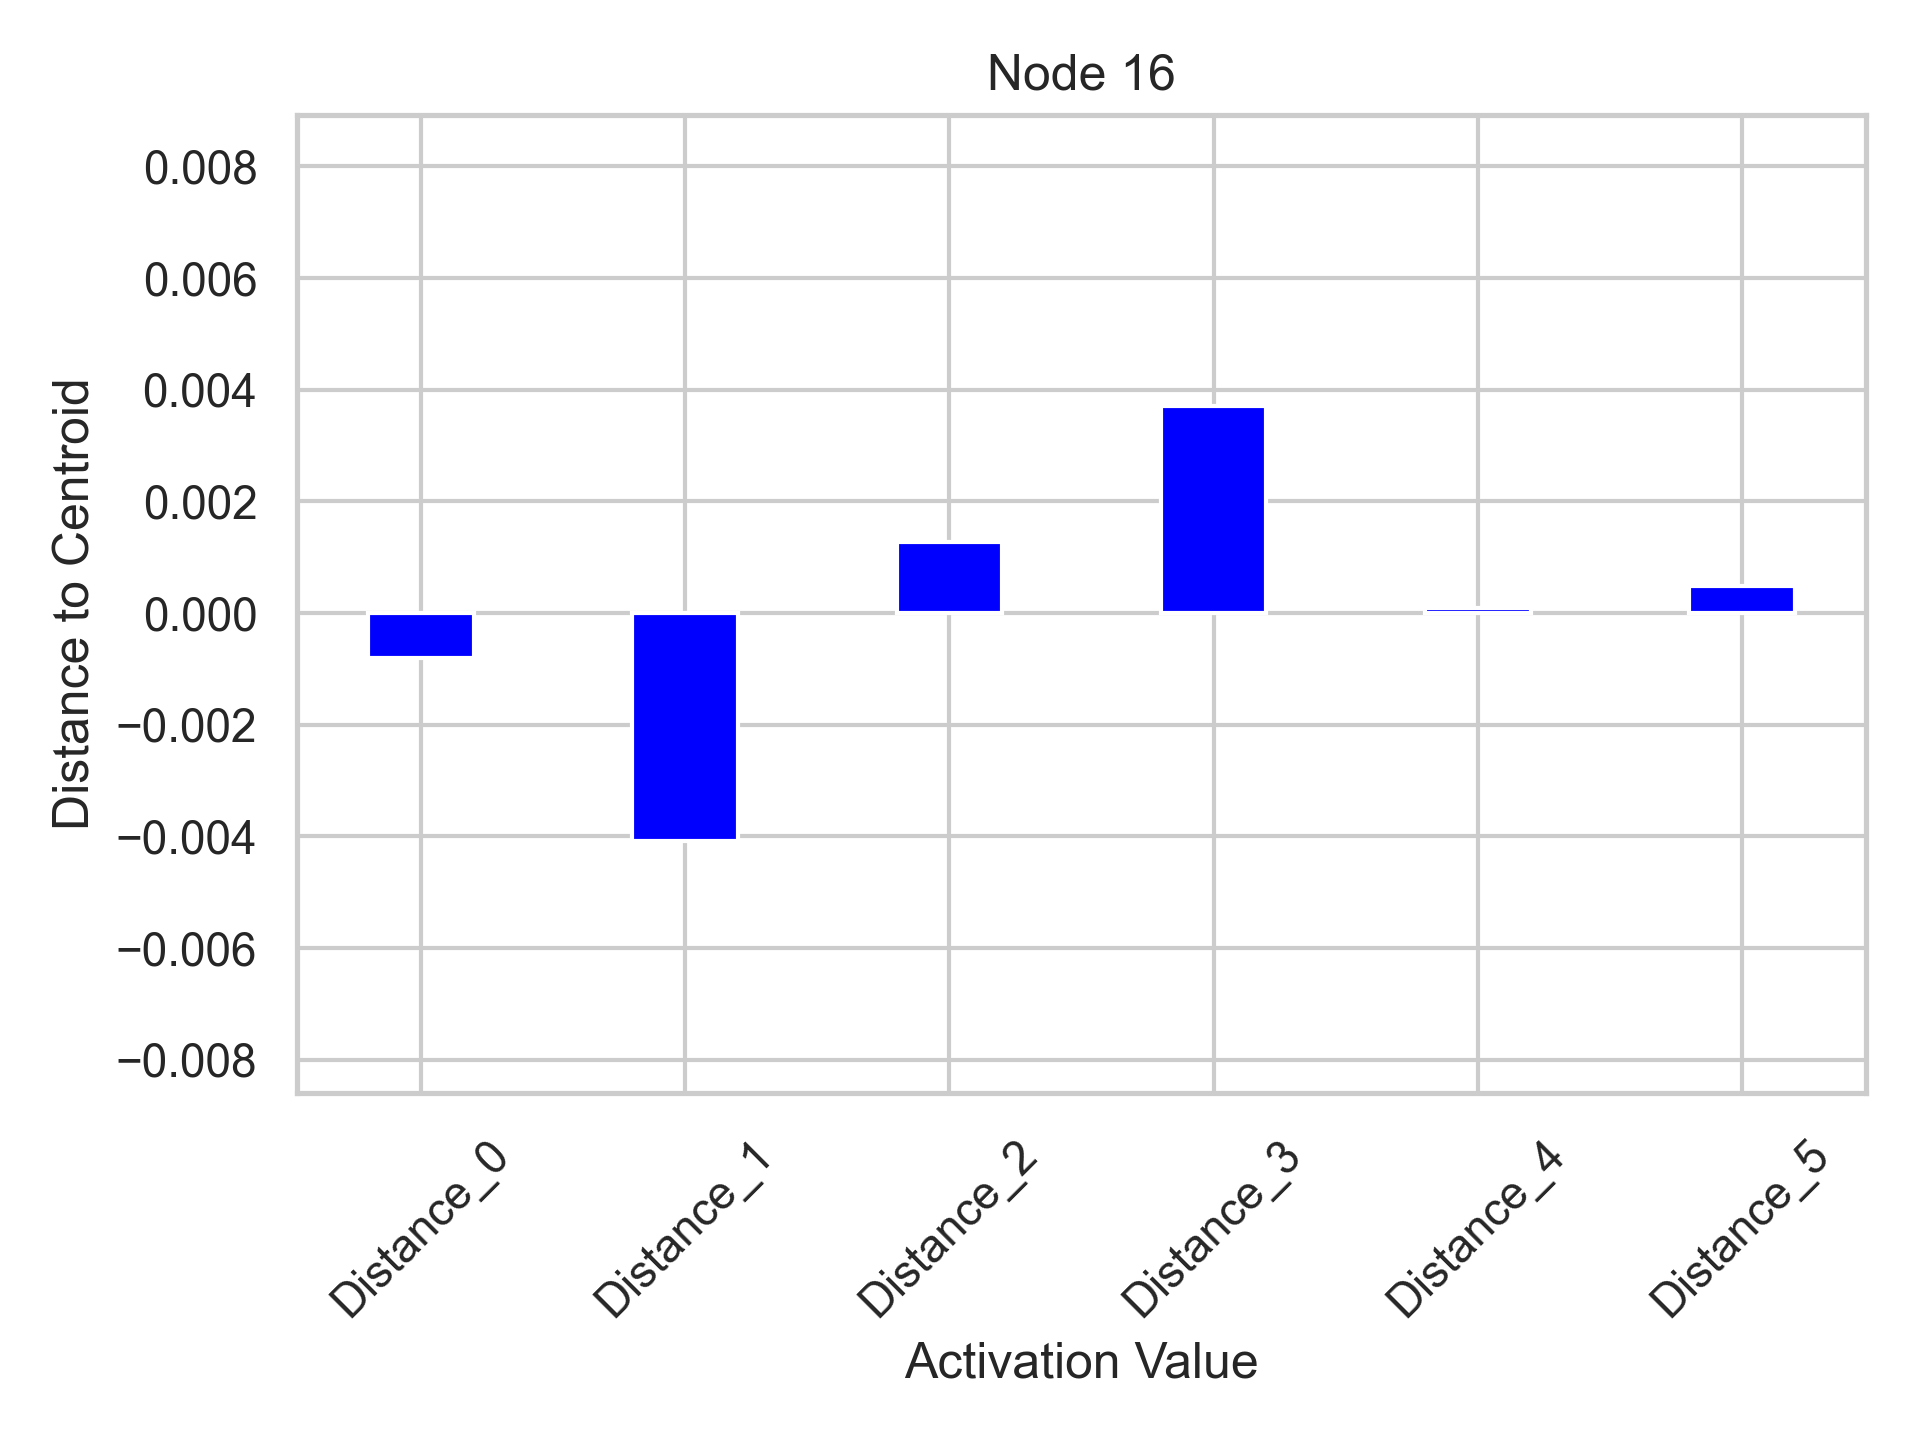 Node 16
0.008
0.006
0.004
0.002
0.000
−0.002
−0.004
−0.006
−0.008
Distance to Centroid
Distance_0
Distance_1
Distance_2
Distance_3
Distance_4
Distance_5
Activation Value